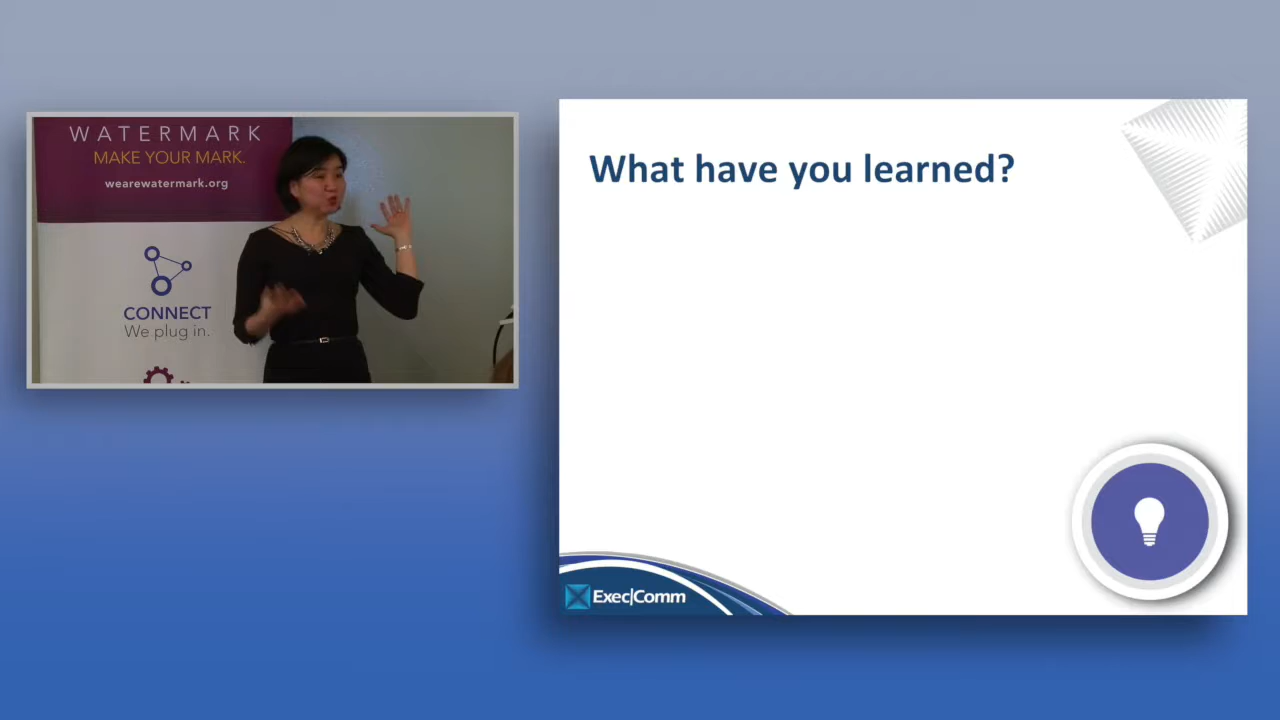 WATERMARK
MAKE YOUR MARK.
wearewatermark.org
CONNECT
We plug in.
What have you learned?
Exec|Comm